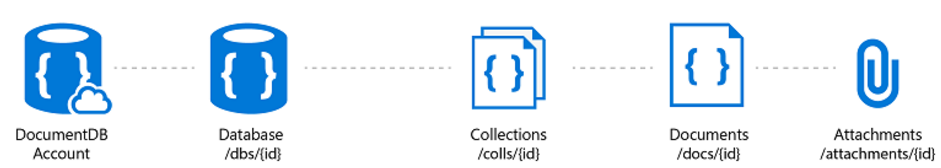 DocumentDB
Account
Database
/dbs/{id}
Collections
/colls/{id}
Documents
/docs/{id}
Attachments
/attachments/{id}